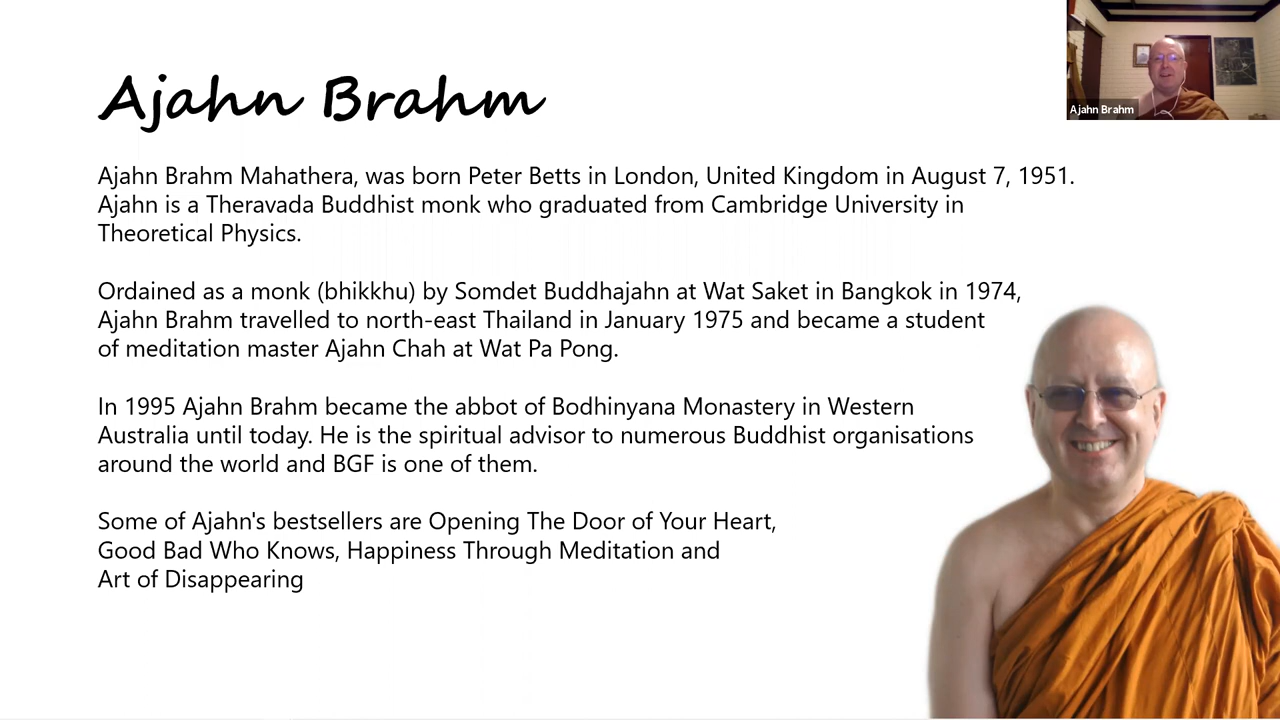 Ajahn Brahm
Ajahn Brahm
Ajahn Brahm Mahathera, was born Peter Betts in London, United Kingdom in August 7, 1951.
Ajahn is a Theravada Buddhist monk who graduated from Cambridge University in
Theoretical Physics.
Ordained as a monk (bhikkhu) by Somdet Buddhajahn at Wat Saket in Bangkok in 1974,
Ajahn Brahm travelled to north-east Thailand in January 1975 and became a student
of meditation master Ajahn Chah at Wat Pa Pong.
In 1995 Ajahn Brahm became the abbot of Bodhinyana Monastery in Western
Australia until today. He is the spiritual advisor to numerous Buddhist organisations
around the world and BGF is one of them.
Some of Ajahn's bestsellers are Opening The Door of Your Heart,
Good Bad Who Knows, Happiness Through Meditation and
Art of Disappearing